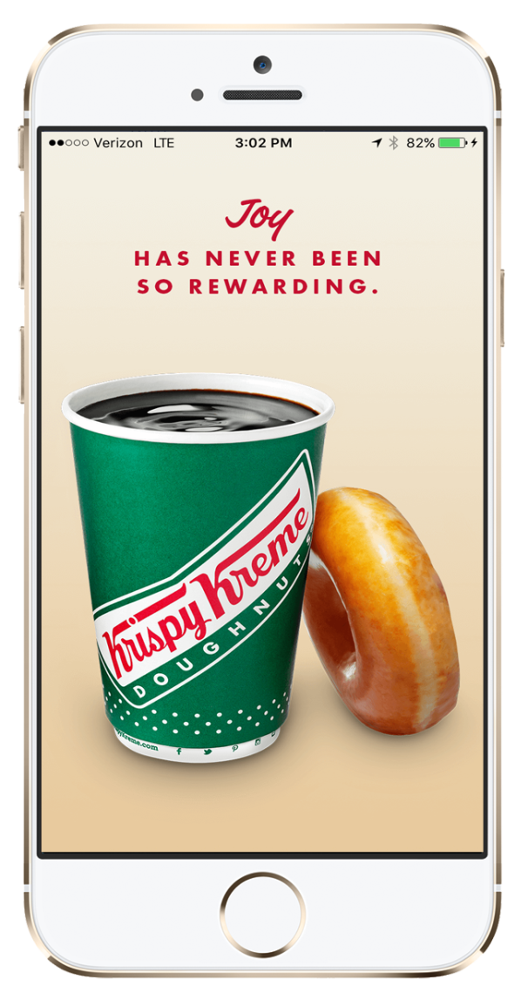 Verizon LTE 3:02 PM 82%
Joy
HAS NEVER BEEN
SO REWARDING.
Krispy Kreme
DOUGHNUTS